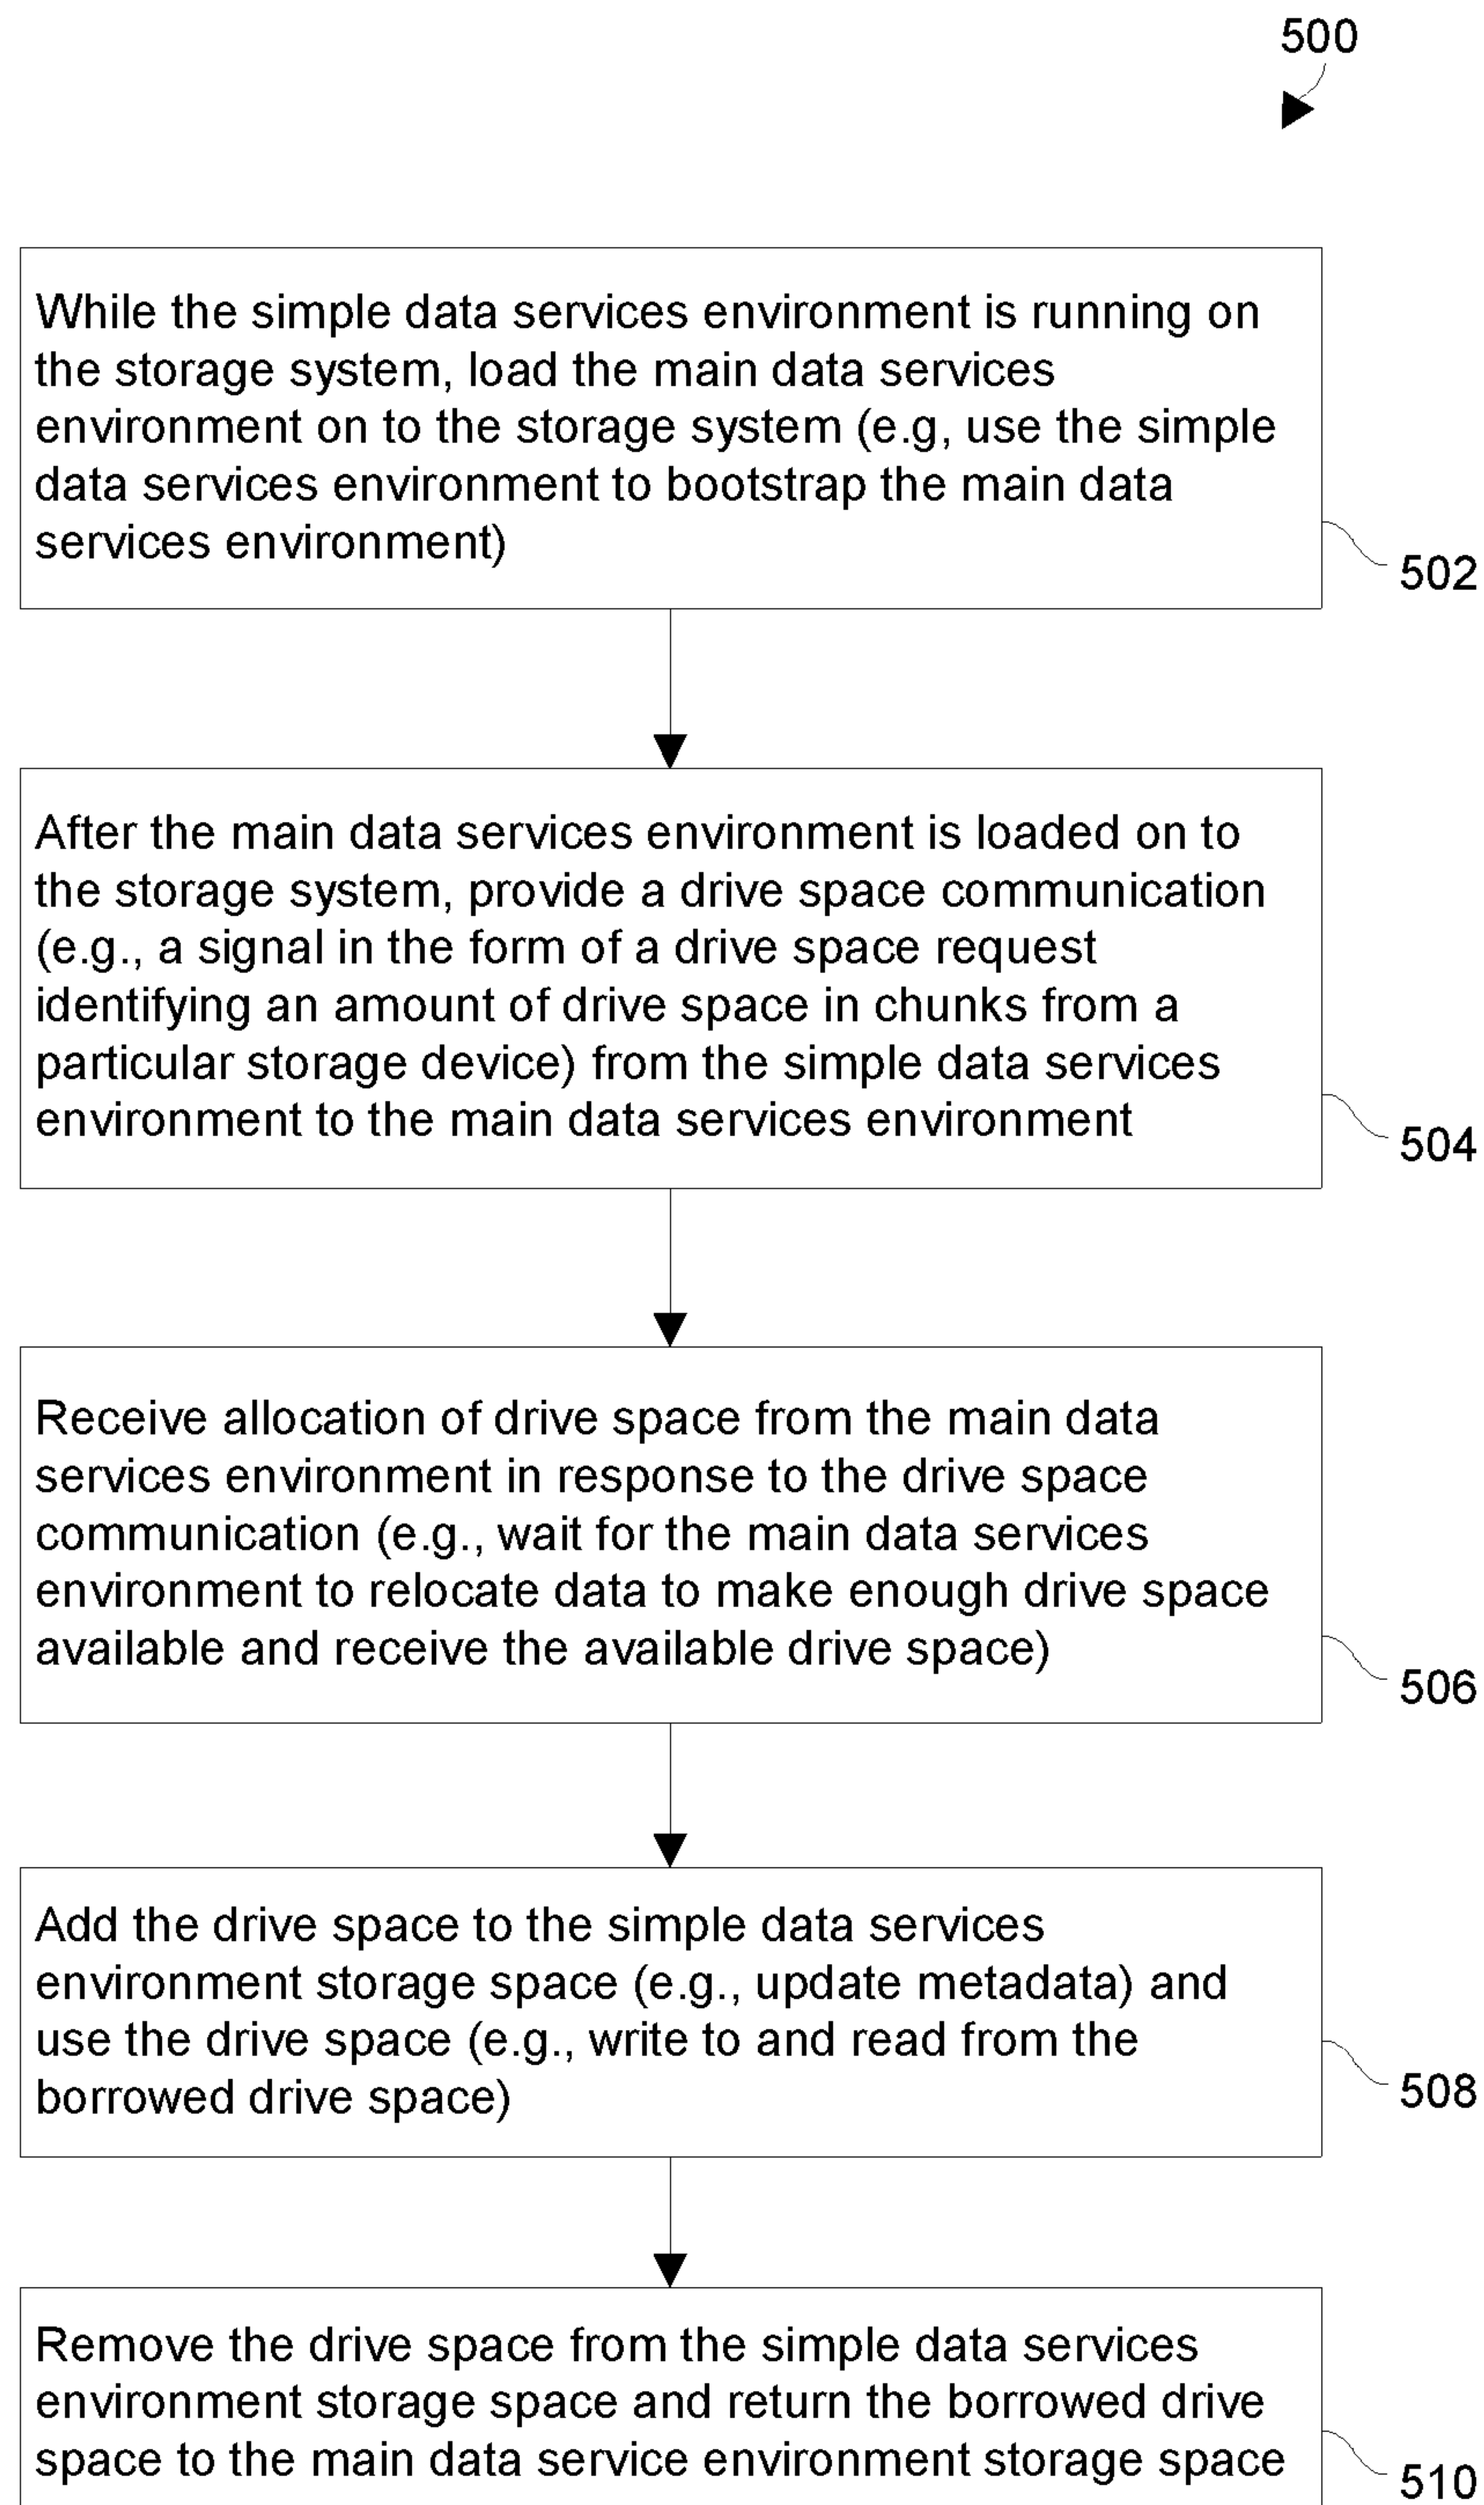 500
While the simple data services environment is running on
the storage system, load the main data services
environment on to the storage system (e.g, use the simple
data services environment to bootstrap the main data
services environment)
502
After the main data services environment is loaded on to
the storage system, provide a drive space communication
(e.g., a signal in the form of a drive space request
identifying an amount of drive space in chunks from a
particular storage device) from the simple data services
environment to the main data services environment
504
Receive allocation of drive space from the main data
services environment in response to the drive space
communication (e.g., wait for the main data services
environment to relocate data to make enough drive space
available and receive the available drive space)
506
Add the drive space to the simple data services
environment storage space (e.g., update metadata) and
use the drive space (e.g., write to and read from the
borrowed drive space)
508
Remove the drive space from the simple data services
environment storage space and return the borrowed drive
space to the main data service environment storage space
510